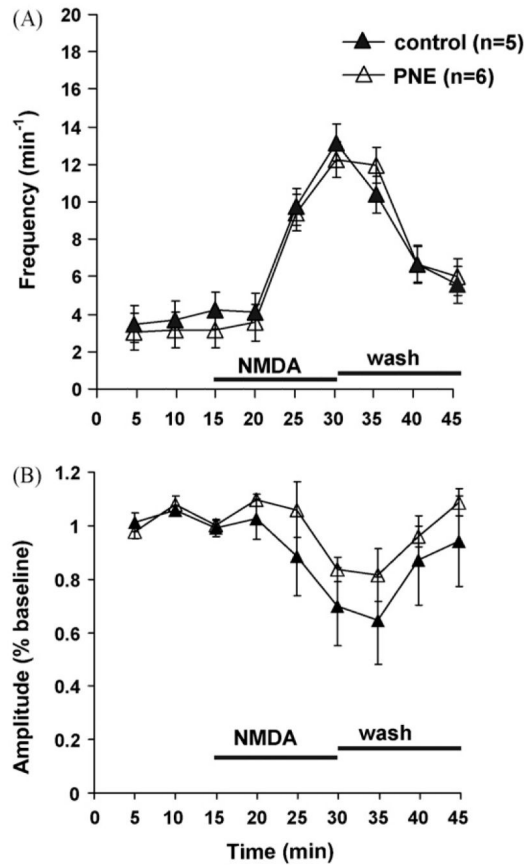 (A)
20
18
16
14
12
10
8
6
4
2
0
Frequency (min⁻¹)
control (n=5)
PNE (n=6)
NMDA
wash
0 5 10 15 20 25 30 35 40 45
(B)
1.2
1
0.8
0.6
0.4
0.2
0
Amplitude (% baseline)
NMDA
wash
0 5 10 15 20 25 30 35 40 45
Time (min)